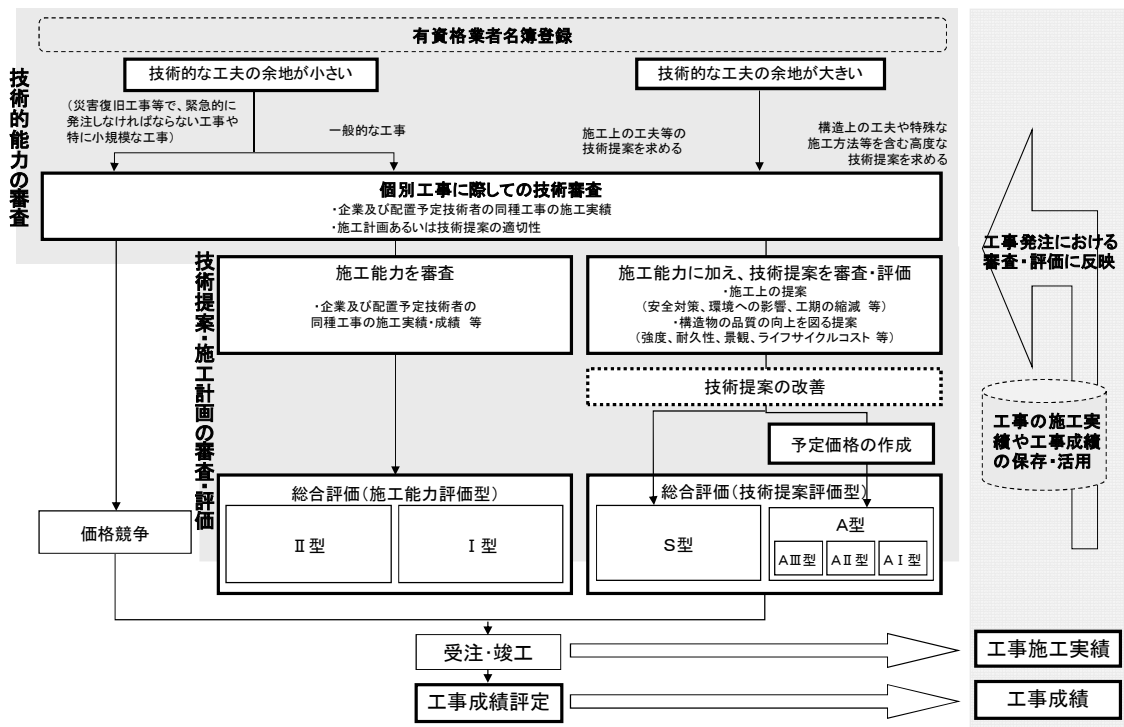 有資格業者名簿登録
技術的能力の審査
技術的な工夫の余地が小さい
技術的な工夫の余地が大きい
（災害復旧工事等で、緊急的に
発注しなければならない工事や
特に小規模な工事）
一般的な工事
施工上の工夫等の
技術提案を求める
構造上の工夫や特殊な
施工方法等を含む高度な
技術提案を求める
個別工事に際しての技術審査
・企業及び配置予定技術者の同種工事の施工実績
・施工計画あるいは技術提案の適切性
工事発注における
審査・評価に反映
技術提案・施工計画の審査・評価
施工能力を審査
・企業及び配置予定技術者の
同種工事の施工実績・成績 等
施工能力に加え、技術提案を審査・評価
・施工上の提案
（安全対策、環境への影響、工期の縮減 等）
・構造物の品質の向上を図る提案
（強度、耐久性、景観、ライフサイクルコスト 等）
技術提案の改善
予定価格の作成
工事の施工実
績や工事成績
の保存・活用
価格競争
総合評価（施工能力評価型）
Ⅱ型
Ⅰ型
総合評価（技術提案評価型）
S型
A型
AⅢ型
AⅡ型
AⅠ型
受注・竣工
工事施工実績
工事成績評定
工事成績